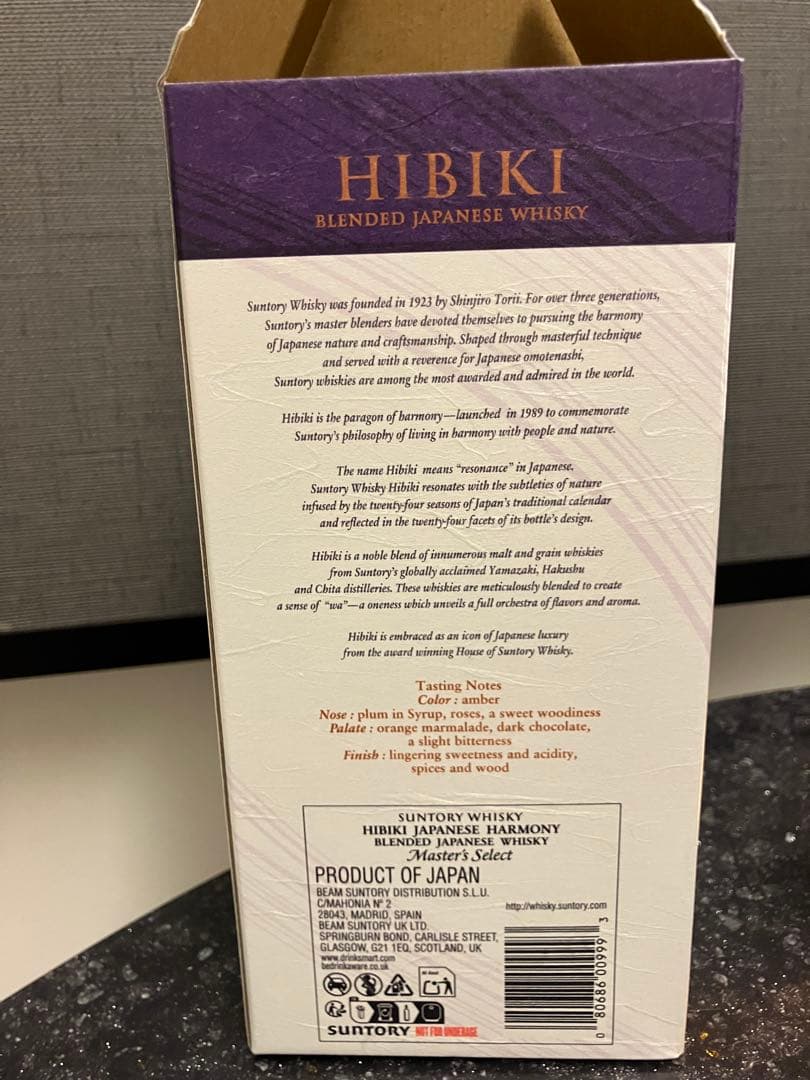 HIBIKI
BLENDED JAPANESE WHISKY
Suntory Whisky was founded in 1923 by Shinjiro Torii. For over three generations,
Suntory's master blenders have devoted themselves to pursuing the harmony
of Japanese nature and craftsmanship. Shaped through masterful technique
and served with a reverence for Japanese omotenashi,
Suntory whiskies are among the most awarded and admired in the world.
Hibiki is the paragon of harmony—launched in 1989 to commemorate
Suntory's philosophy of living in harmony with people and nature.
The name Hibiki means “resonance” in Japanese.
Suntory Whisky Hibiki resonates with the subtleties of nature
infused by the twenty-four seasons of Japan's traditional calendar
and reflected in the twenty-four facets of its bottle's design.
Hibiki is a noble blend of innumerous malt and grain whiskies
from Suntory's globally acclaimed Yamazaki, Hakushu
and Chita distilleries. These whiskies are meticulously blended to create
a sense of “wa”—a oneness which unveils a full orchestra of flavors and aroma.
Hibiki is embraced as an icon of Japanese luxury
from the award winning House of Suntory Whisky.
Tasting Notes
Color : amber
Nose : plum in Syrup, roses, a sweet woodiness
Palate : orange marmalade, dark chocolate,
a slight bitterness
Finish : lingering sweetness and acidity,
spices and wood
SUNTORY WHISKY
HIBIKI JAPANESE HARMONY
BLENDED JAPANESE WHISKY
Master's Select
PRODUCT OF JAPAN
BEAM SUNTORY DISTRIBUTION S.L.U.
C/MAHONIA Nº 2
28043, MADRID, SPAIN
BEAM SUNTORY UK LTD.
SPRINGBURN BOND, CARLISLE STREET,
GLASGOW, G21 1EQ, SCOTLAND, UK
www.drinksmart.com
bedrinkaware.co.uk
http://whisky.suntory.com
0 80686 00999 3
SUNTORY NOT FOR UNDERAGE